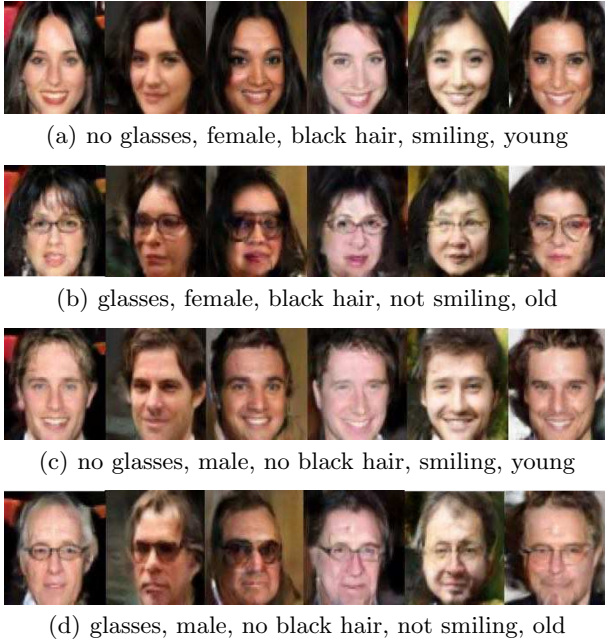 (a) no glasses, female, black hair, smiling, young
(b) glasses, female, black hair, not smiling, old
(c) no glasses, male, no black hair, smiling, young
(d) glasses, male, no black hair, not smiling, old